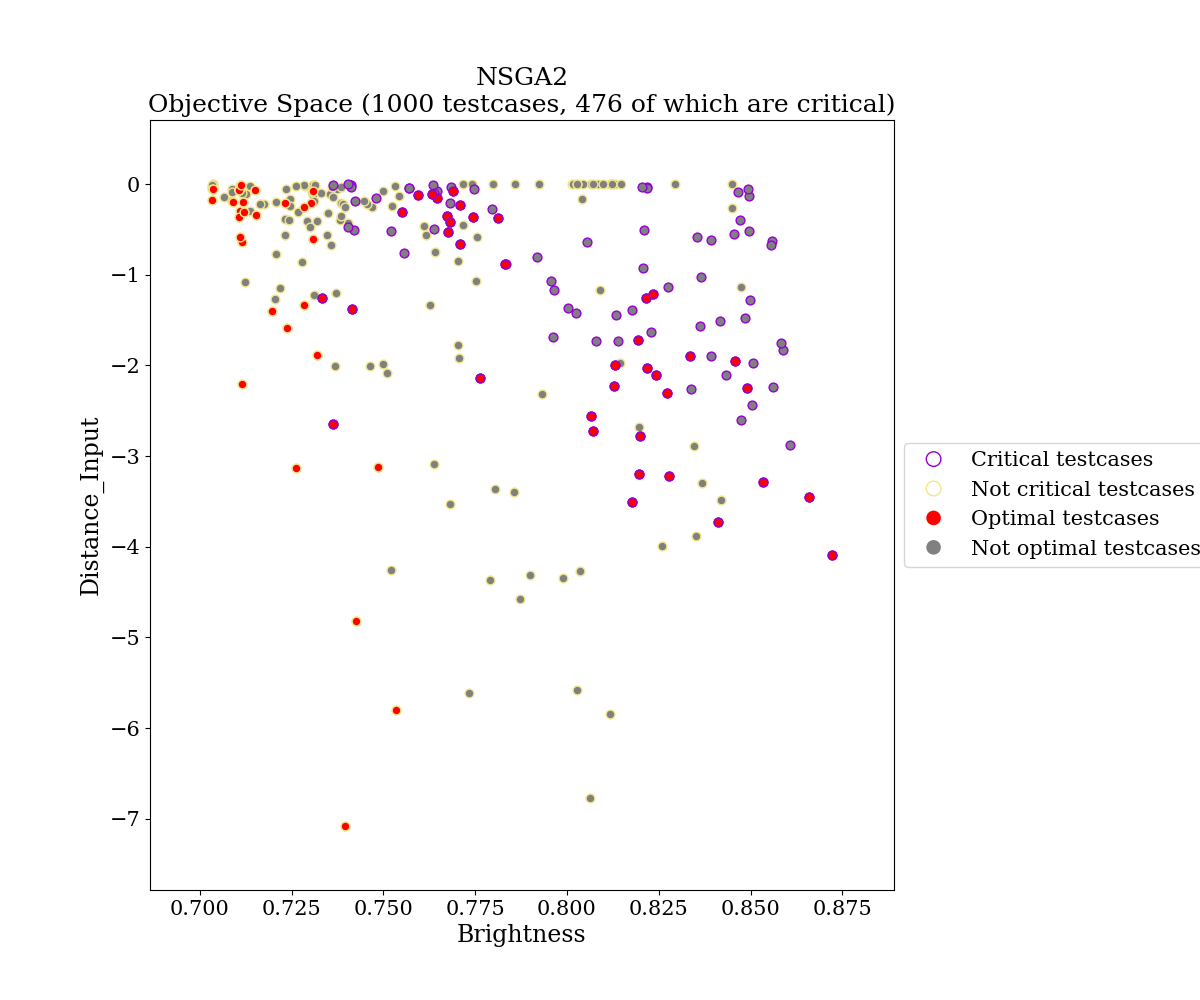 NSGA2
Objective Space (1000 testcases, 476 of which are critical)
0
−1
−2
−3
−4
−5
−6
−7
Distance_Input
0.700 0.725 0.750 0.775 0.800 0.825 0.850 0.875
Brightness
Critical testcases
Not critical testcases
Optimal testcases
Not optimal testcases